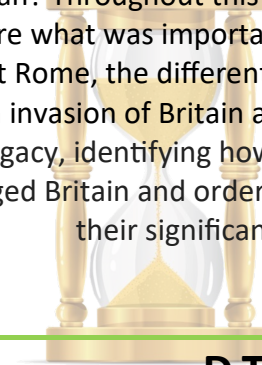 Throughout this
re what was importa
t Rome, the different
invasion of Britain a
gacy, identifying how
ged Britain and order
their significan